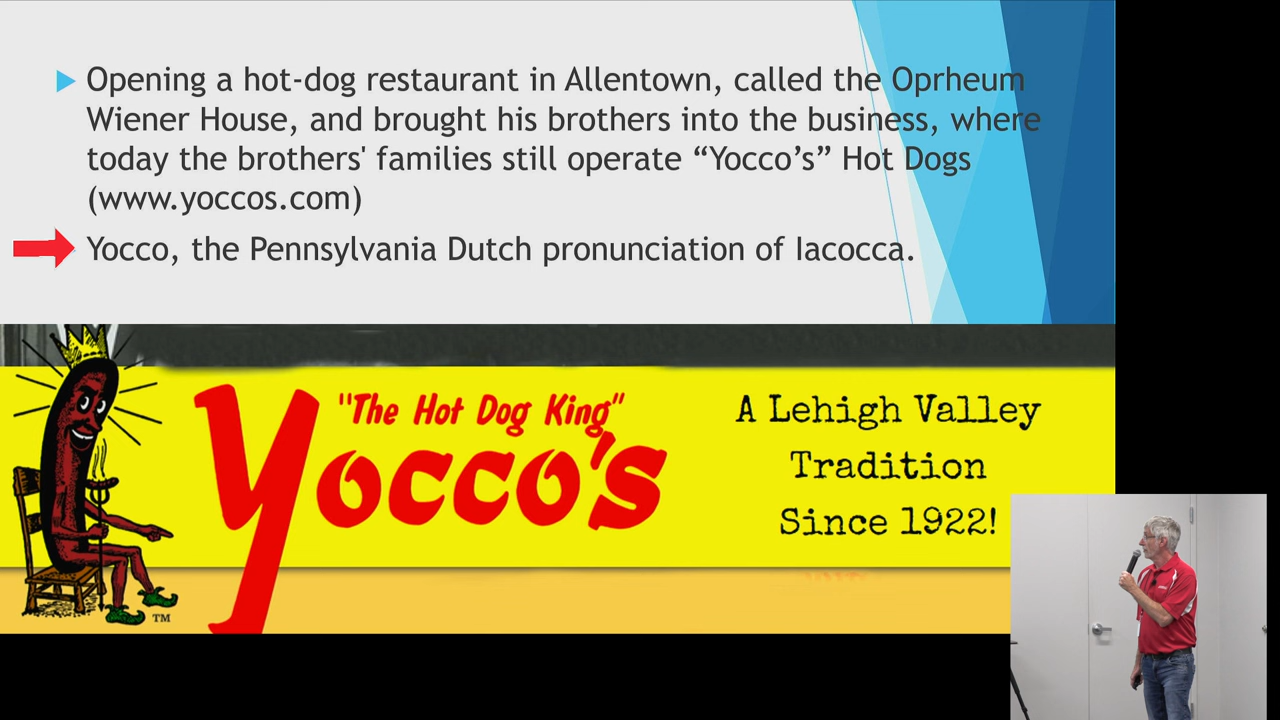 Opening a hot-dog restaurant in Allentown, called the Oprheum
Wiener House, and brought his brothers into the business, where
today the brothers' families still operate “Yocco’s” Hot Dogs
(www.yoccos.com)
Yocco, the Pennsylvania Dutch pronunciation of Iacocca.
"The Hot Dog King"
Yocco's
A Lehigh Valley
Tradition
Since 1922!
TM